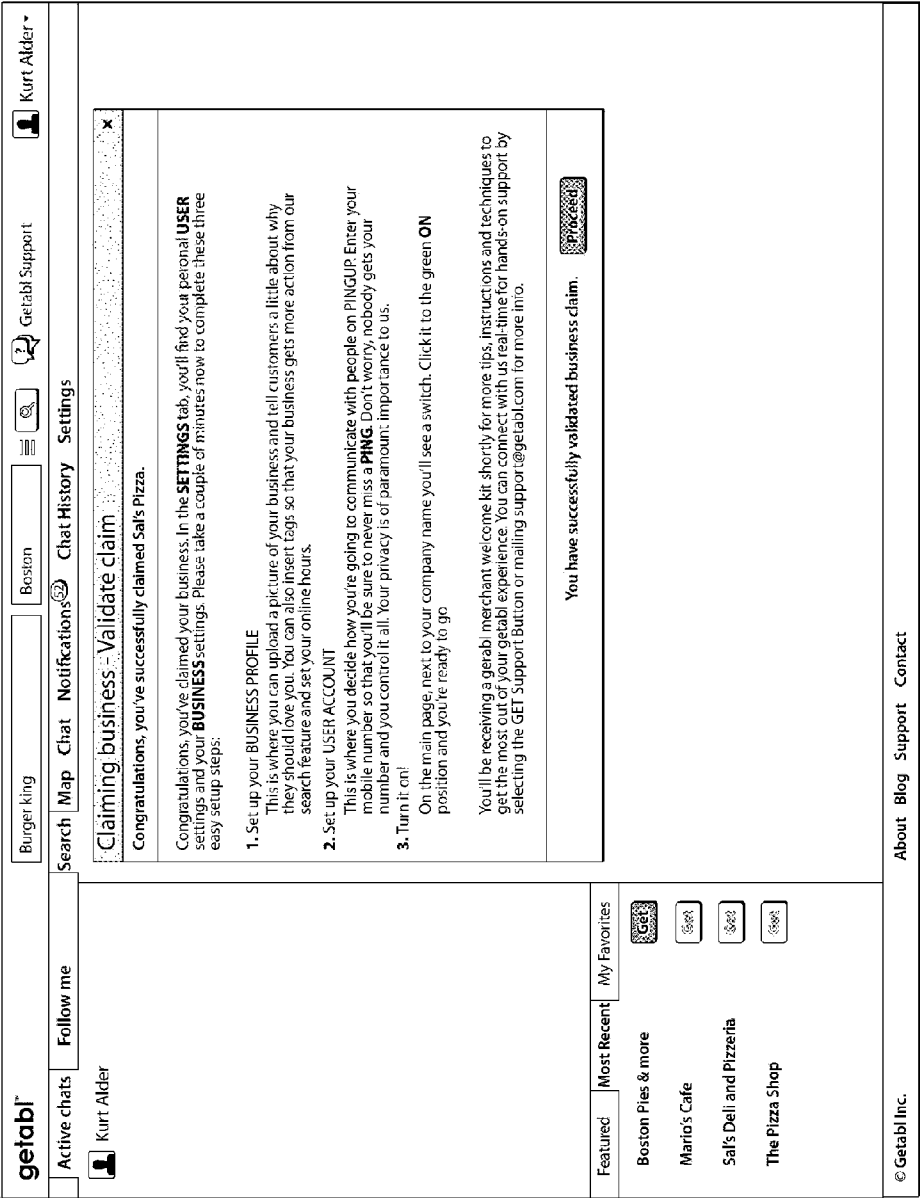 getabl™
Burger king
Boston
Getabl Support
Kurt Alder
Active chats Follow me
Search Map Chat Notifications 52 Chat History Settings
Kurt Alder
Claiming business - Validate claim x
Congratulations, you've successfully claimed Sal's Pizza.
Congratulations, you've claimed your business. In the SETTINGS tab, you'll find your peronal USER
settings and your BUSINESS settings. Please take a couple of minutes now to complete these three
easy setup steps:
1. Set up your BUSINESS PROFILE
This is where you can upload a picture of your business and tell customers a little about why
they should love you. You can also insert tags so that your business gets more action from our
search feature and set your online hours.
2. Set up your USER ACCOUNT
This is where you decide how you're going to communicate with people on PINGUP. Enter your
mobile number so that you'll be sure to never miss a PING. Don't worry, nobody gets your
number and you control it all. Your privacy is of paramount importance to us.
3. Turn it on!
On the main page, next to your company name you'll see a switch. Click it to the green ON
position and you're ready to go
You'll be receiving a gerabl merchant welcome kit shortly for more tips, instructions and techniques to
get the most out of your getabl experience. You can connect with us real-time for hands-on support by
selecting the GET Support Button or mailing support@getabl.com for more info.
You have successfully validated business claim. Proceed
Featured Most Recent My Favorites
Boston Pies & more Get
Mario's Cafe Get
Sal's Deli and Pizzeria Get
The Pizza Shop Get
© Getabl Inc.
About Blog Support Contact